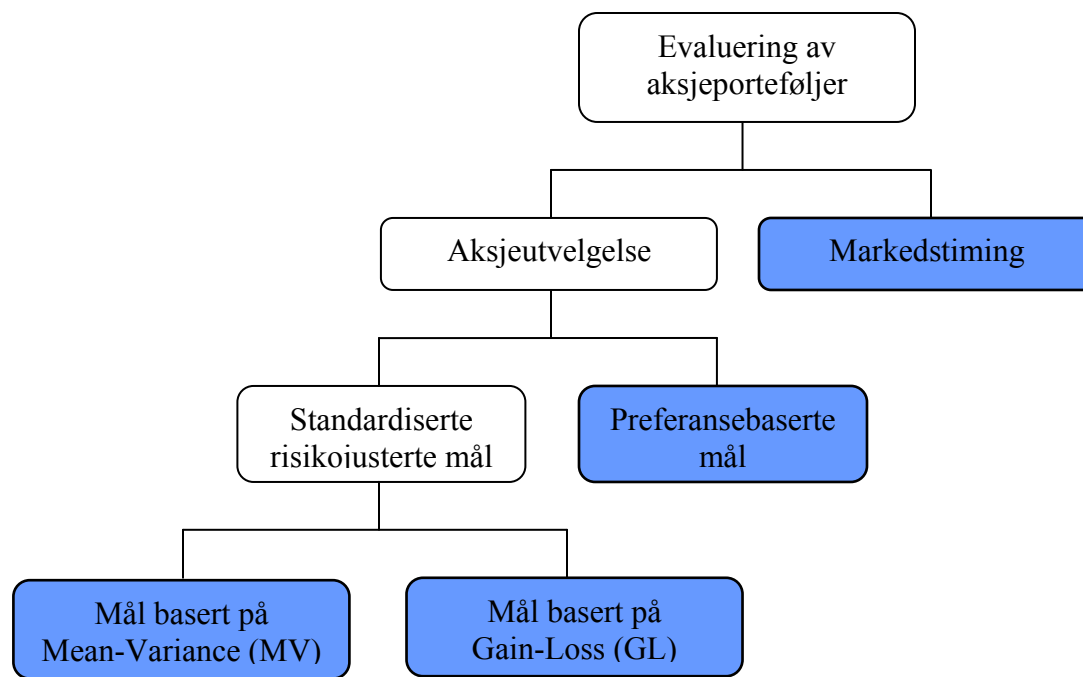 Evaluering av
aksjeporteføljer
Aksjeutvelgelse
Markedstiming
Standardiserte
risikojusterte mål
Preferansebaserte
mål
Mål basert på
Mean-Variance (MV)
Mål basert på
Gain-Loss (GL)